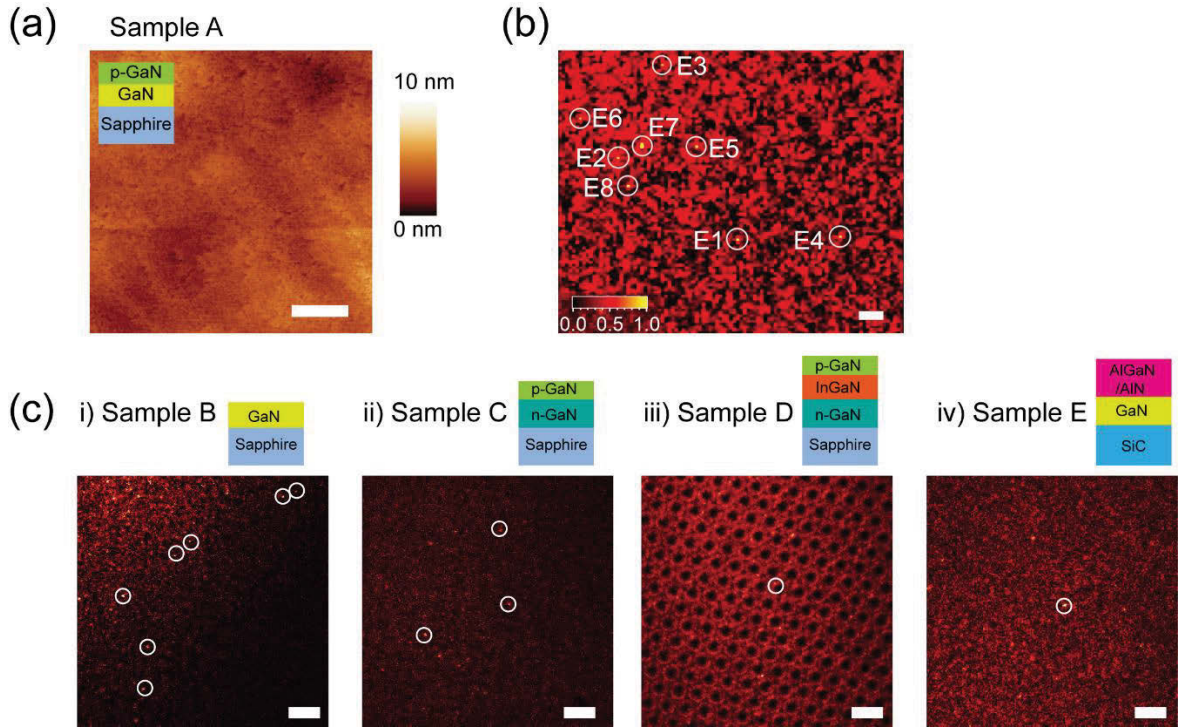 (a)
Sample A
p-GaN
GaN
Sapphire
10 nm
0 nm
(b)
E3
E6
E7
E2
E5
E8
E1
E4
0.0 0.5 1.0
(c)
i) Sample B
GaN
Sapphire
ii) Sample C
p-GaN
n-GaN
Sapphire
iii) Sample D
p-GaN
InGaN
n-GaN
Sapphire
iv) Sample E
AlGaN
/AlN
GaN
SiC